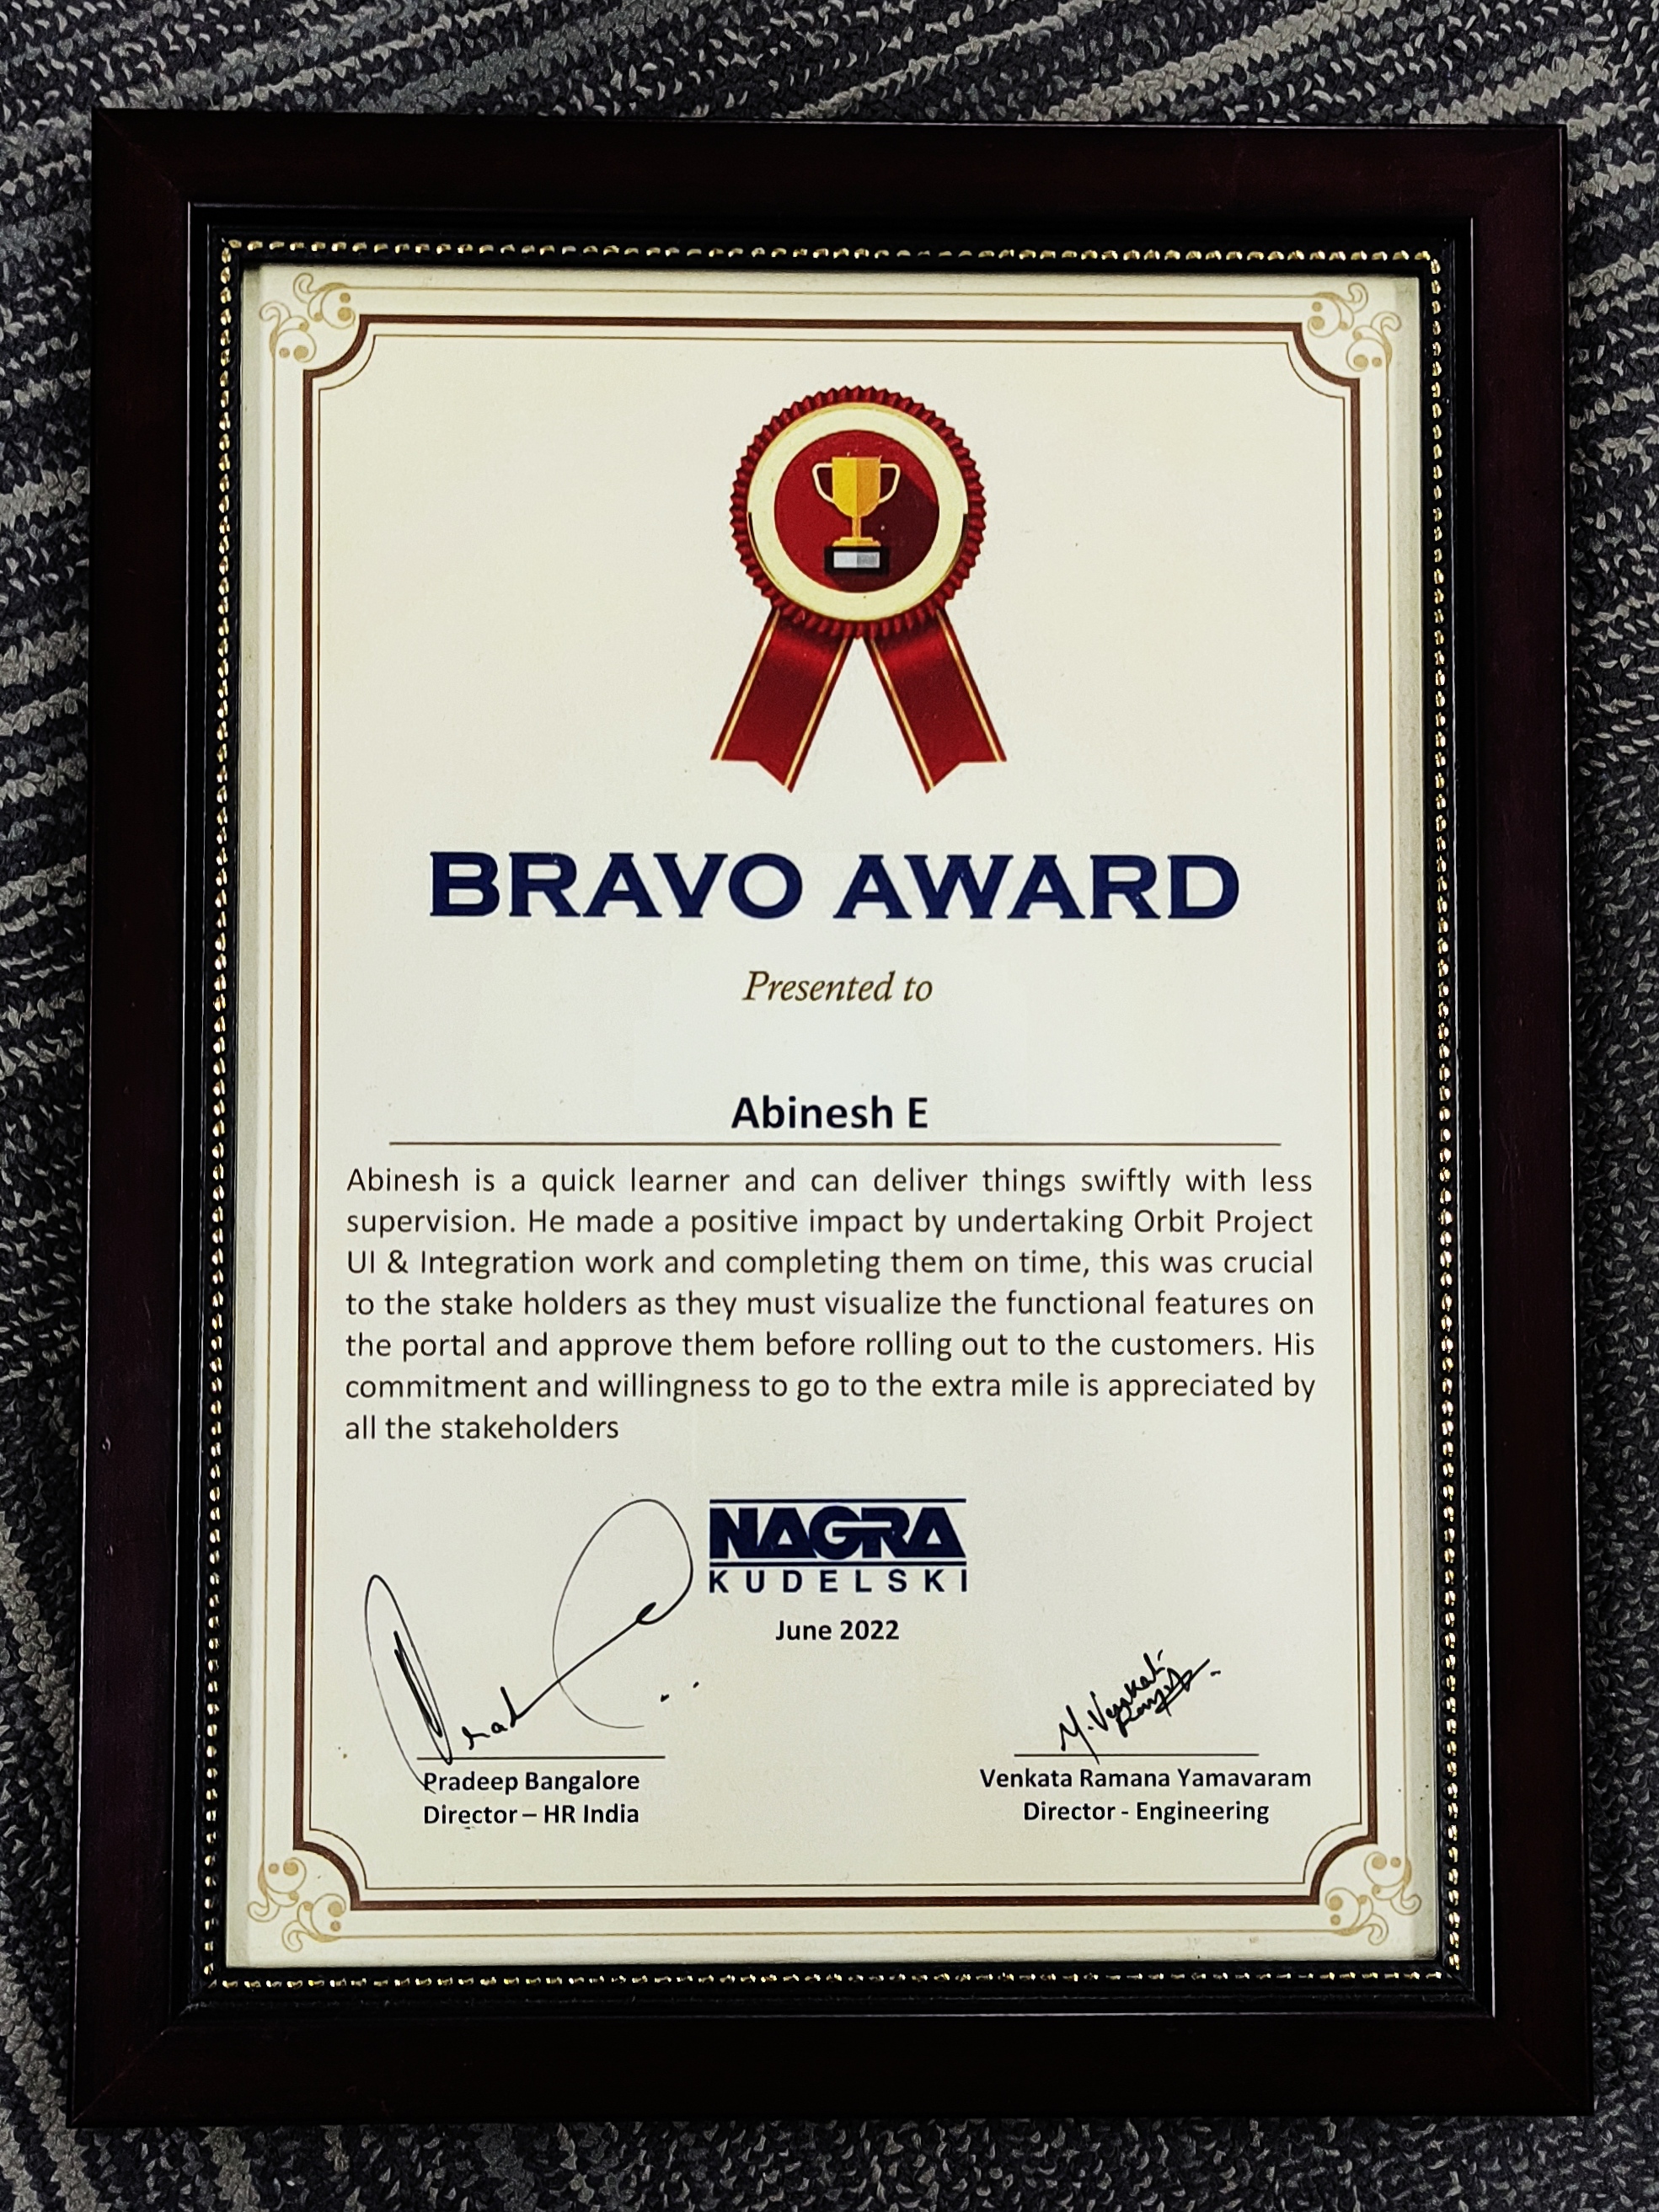 BRAVO AWARD
Presented to
Abinesh E
Abinesh is a quick learner and can deliver things swiftly with less
supervision. He made a positive impact by undertaking Orbit Project
UI & Integration work and completing them on time, this was crucial
to the stake holders as they must visualize the functional features on
the portal and approve them before rolling out to the customers. His
commitment and willingness to go to the extra mile is appreciated by
all the stakeholders
NAGRA
KUDELSKI
June 2022
Pradeep Bangalore
Director – HR India
M. Venkat
Venkata Ramana Yamavaram
Director - Engineering